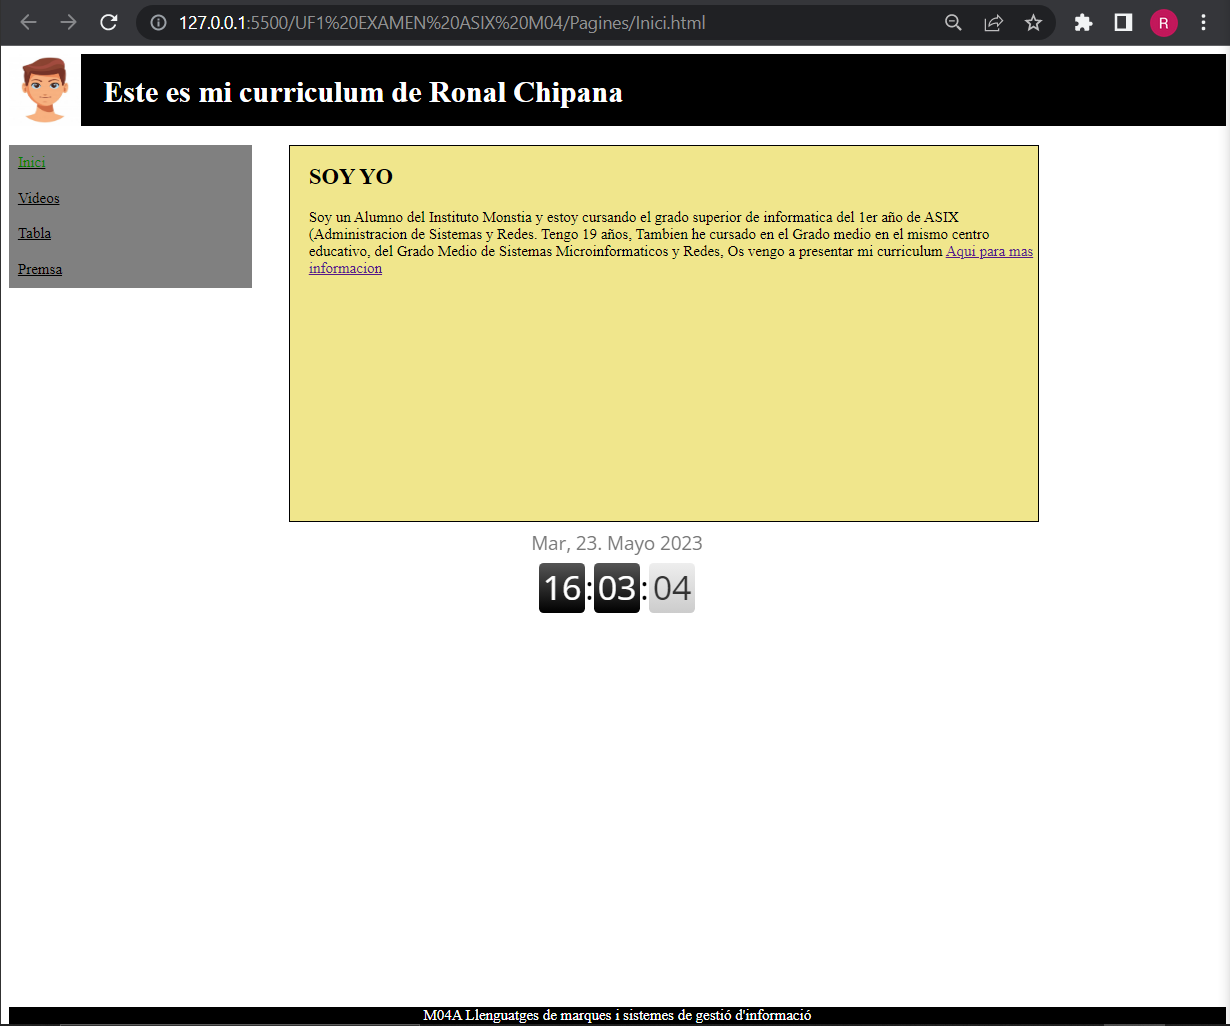 127.0.0.1:5500/UF1%20EXAMEN%20ASIX%20M04/Pagines/Inici.html
R
Este es mi curriculum de Ronal Chipana
Inici
Videos
Tabla
Premsa
SOY YO
Soy un Alumno del Instituto Monstia y estoy cursando el grado superior de informatica del 1er año de ASIX
(Administracion de Sistemas y Redes. Tengo 19 años, Tambien he cursado en el Grado medio en el mismo centro
educativo, del Grado Medio de Sistemas Microinformaticos y Redes, Os vengo a presentar mi curriculum Aqui para mas
informacion
Mar, 23. Mayo 2023
16:03:04
M04A Llenguatges de marques i sistemes de gestió d'informació